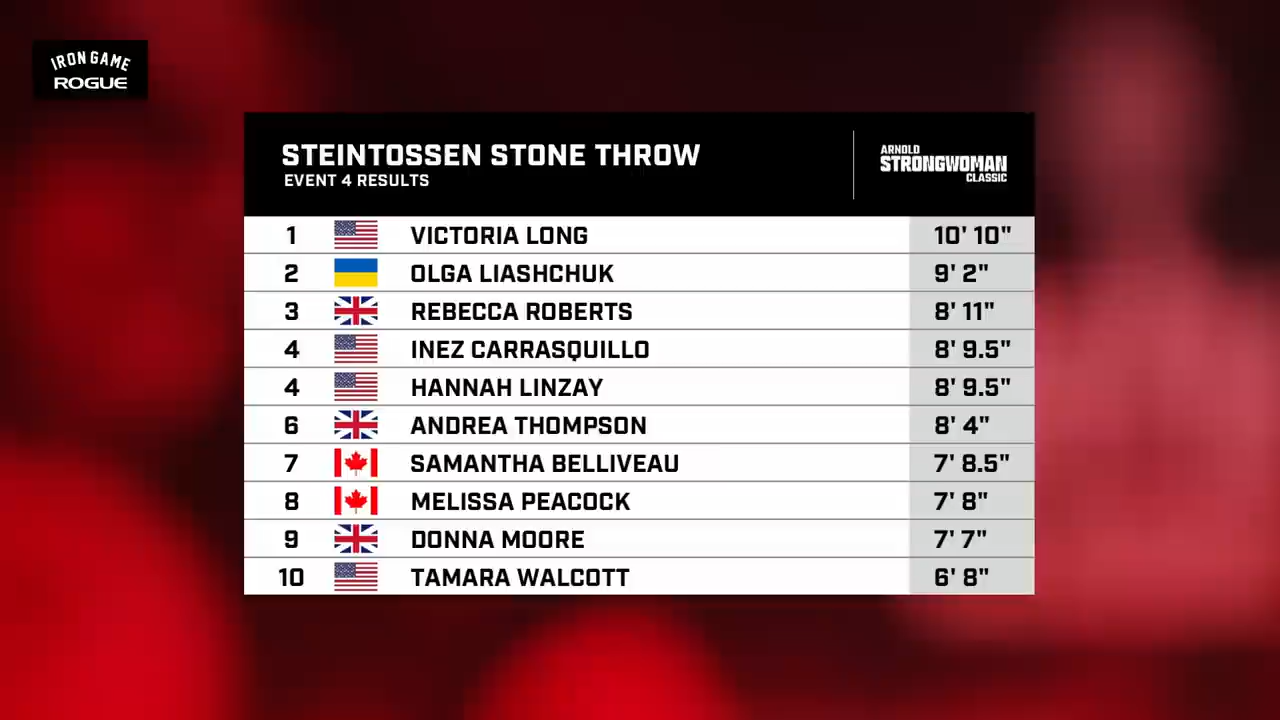 IRON GAME
ROGUE
STEINTOSSEN STONE THROW
EVENT 4 RESULTS
ARNOLD
STRONGWOMAN
CLASSIC
1 VICTORIA LONG 10' 10"
2 OLGA LIASHCHUK 9' 2"
3 REBECCA ROBERTS 8' 11"
4 INEZ CARRASQUILLO 8' 9.5"
4 HANNAH LINZAY 8' 9.5"
6 ANDREA THOMPSON 8' 4"
7 SAMANTHA BELLIVEAU 7' 8.5"
8 MELISSA PEACOCK 7' 8"
9 DONNA MOORE 7' 7"
10 TAMARA WALCOTT 6' 8"